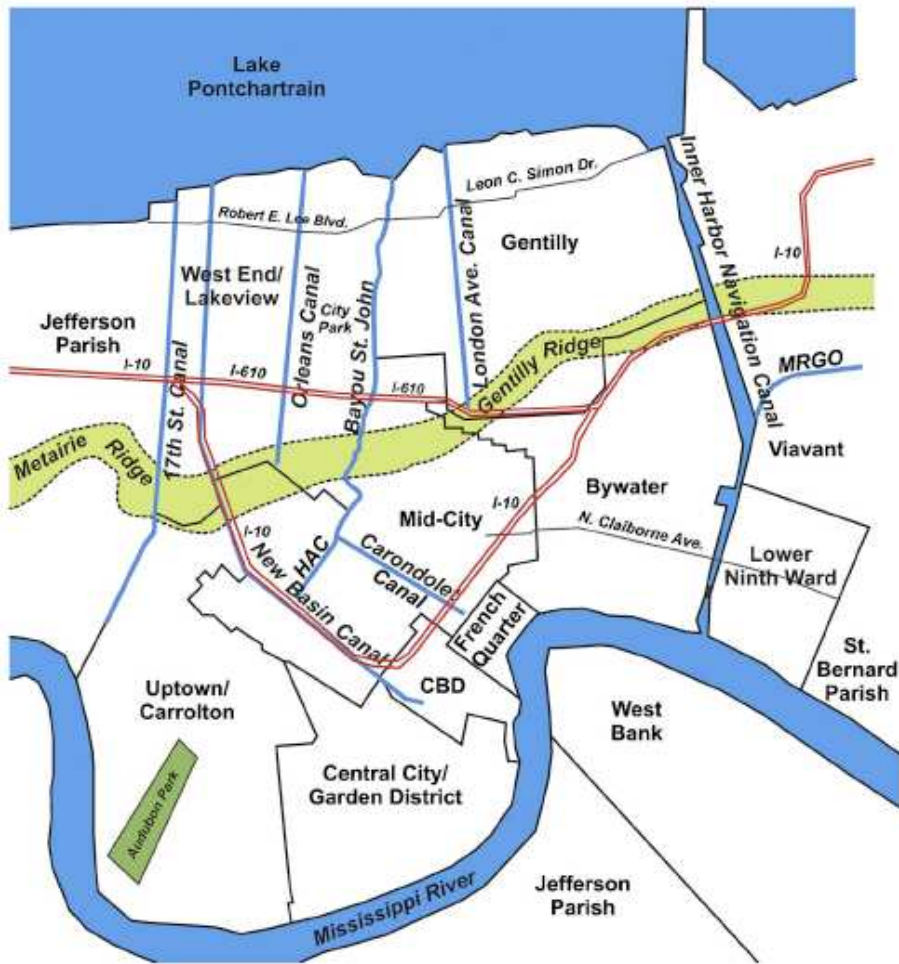 Lake
Pontchartrain
Leon C. Simon Dr.
Robert E. Lee Blvd.
Inner Harbor Navigation Canal
I-10
Gentilly
West End/
Lakeview
Orleans Canal
City
Park
Bayou St. John
London Ave. Canal
Jefferson
Parish
17th St. Canal
I-10
I-610
I-610
Gentilly Ridge
MRGO
Metairie
Ridge
Viavant
Bywater
Mid-City
I-10
N. Claiborne Ave.
I-10
New Basin Canal
HAC
Carondolet
Canal
Lower
Ninth Ward
French
Quarter
St.
Bernard
Parish
Uptown/
Carrolton
CBD
West
Bank
Central City/
Garden District
Audubon Park
Jefferson
Parish
Mississippi River